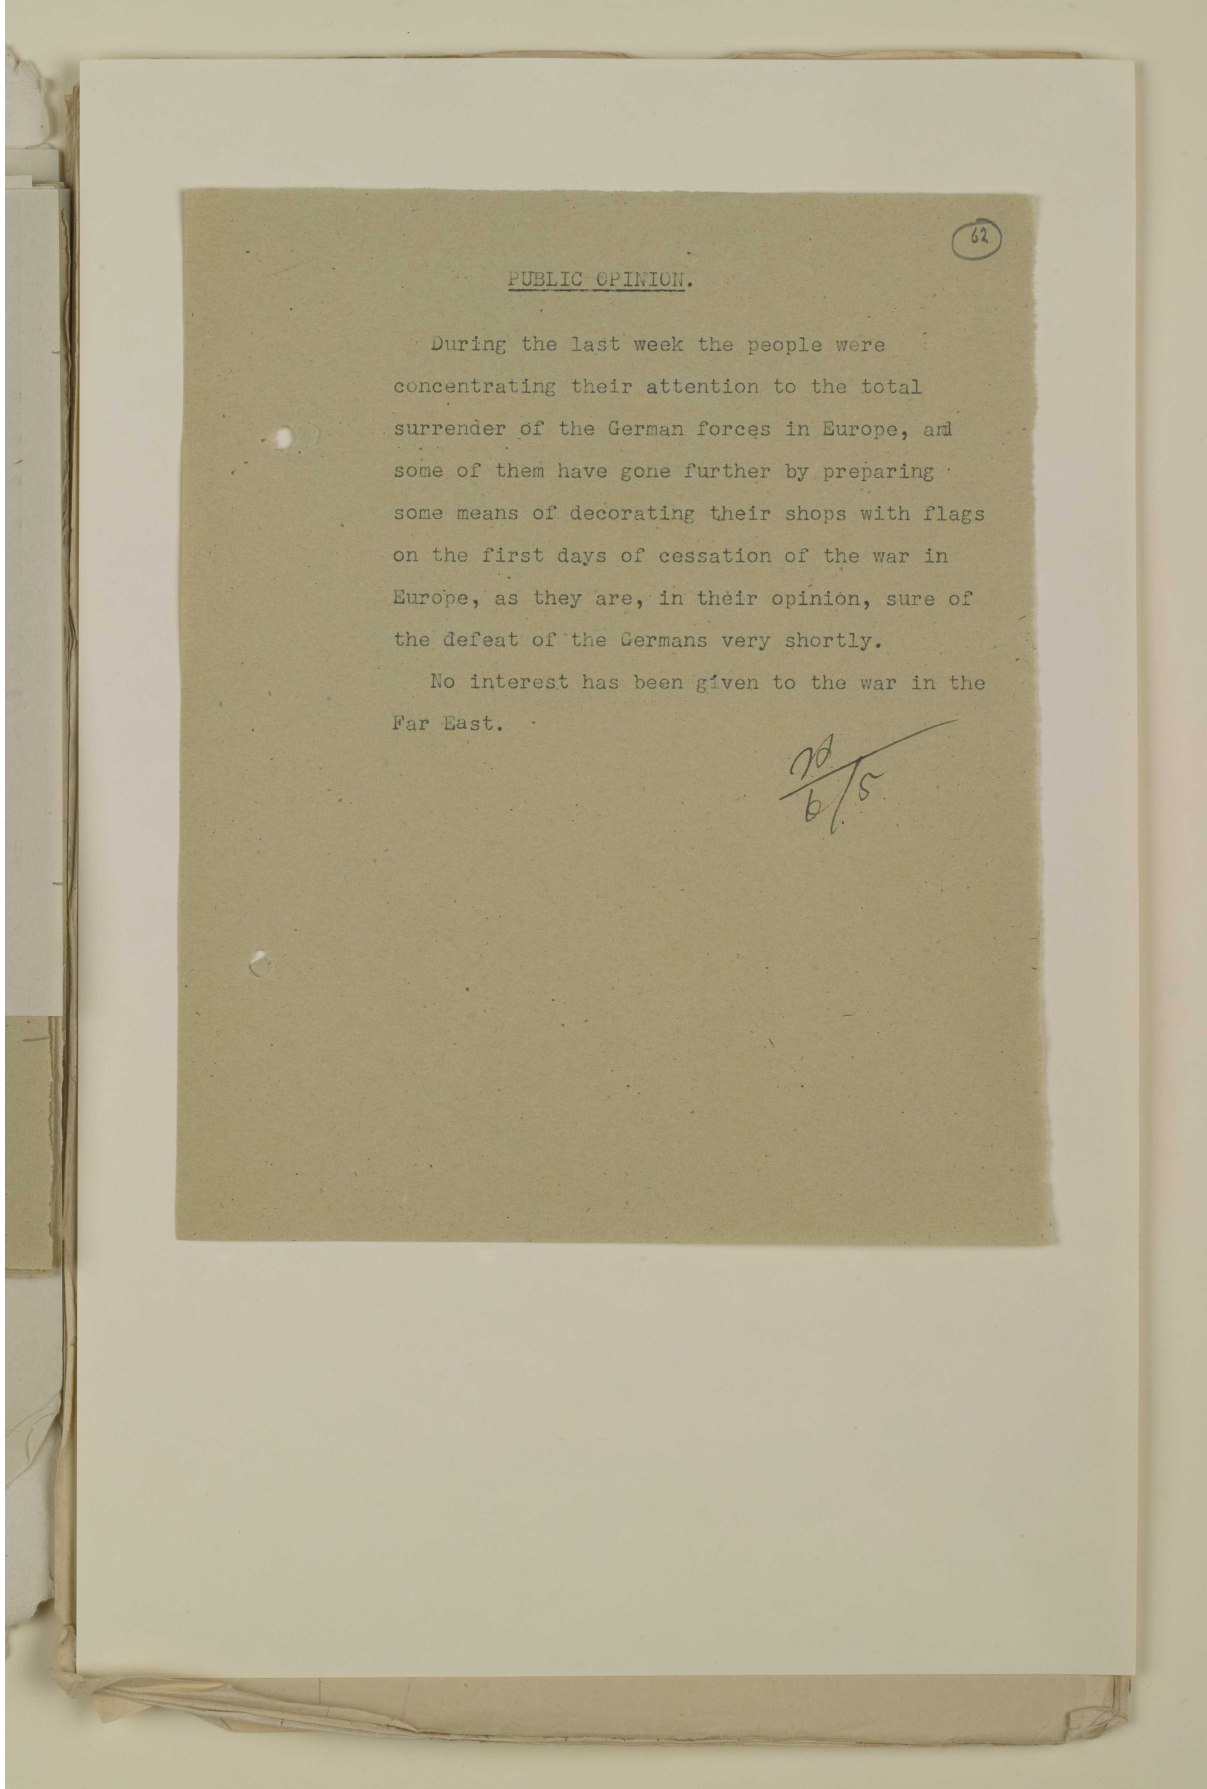 62
PUBLIC OPINION.
During the last week the people were
concentrating their attention to the total
surrender of the German forces in Europe, and
some of them have gone further by preparing
some means of decorating their shops with flags
on the first days of cessation of the war in
Europe, as they are, in their opinion, sure of
the defeat of the Germans very shortly.
No interest has been given to the war in the
Far East.
6/5